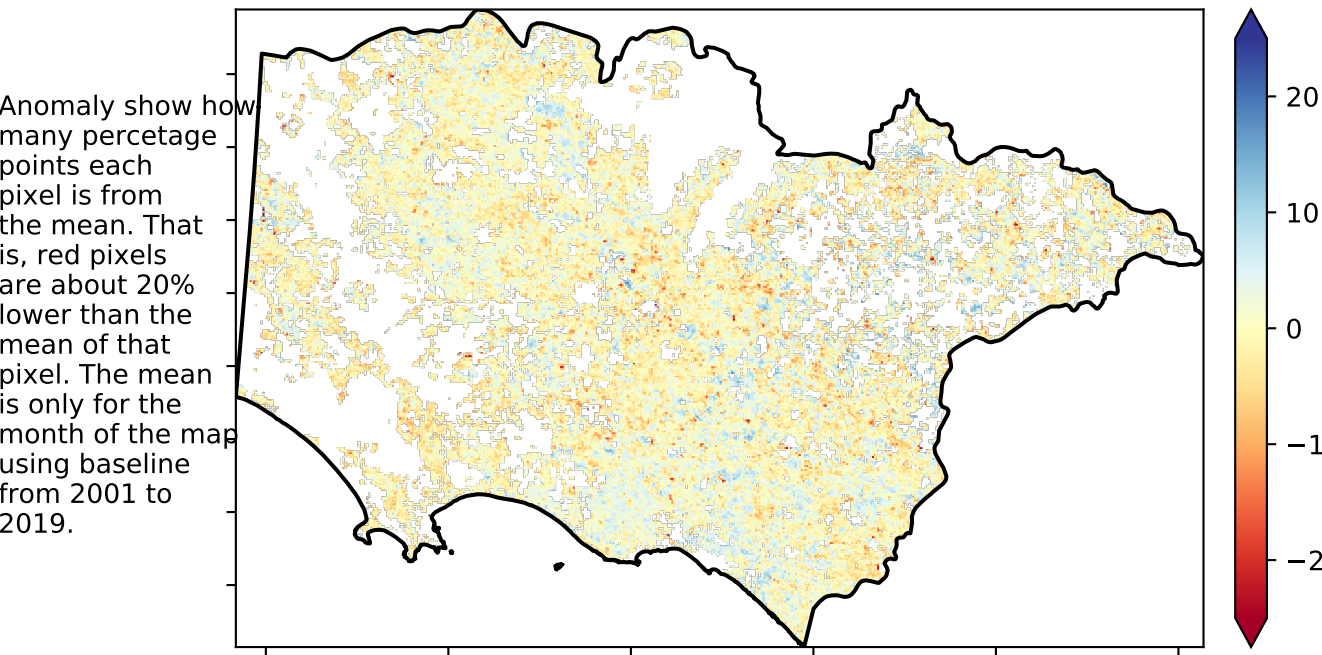 Anomaly show how
many percetage
points each
pixel is from
the mean. That
is, red pixels
are about 20%
lower than the
mean of that
pixel. The mean
is only for the
month of the map
using baseline
from 2001 to
2019.
20
10
0
−1
−2